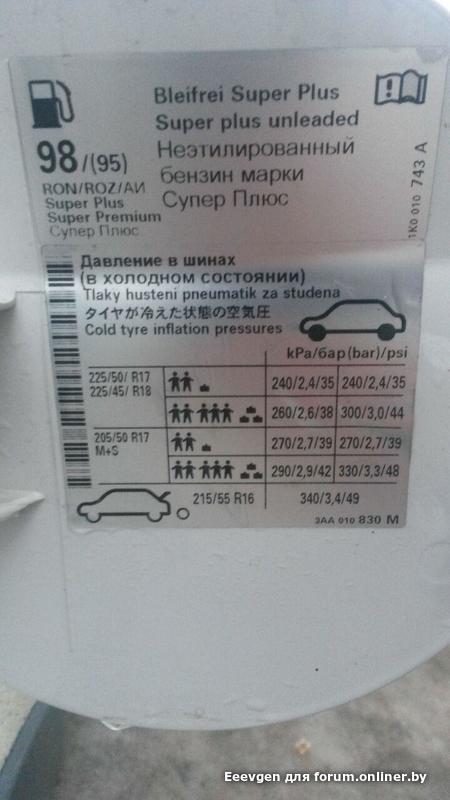 Bleifrei Super Plus
Super plus unleaded
Неэтилированный
бензин марки
Супер Плюс
98/(95)
RON/ROZ/АИ
Super Plus
Super Premium
Супер Плюс
1K0 010 743 A
Давление в шинах
(в холодном состоянии)
Tlaky husteni pneumatik za studena
タイヤが冷えた状態の空気圧
Cold tyre inflation pressures
kPa/бар(bar)/psi
225/50/ R17
225/45/ R18
240/2,4/35 240/2,4/35
260/2,6/38 300/3,0/44
205/50 R17
M+S
270/2,7/39 270/2,7/39
290/2,9/42 330/3,3/48
215/55 R16 340/3,4/49
3AA 010 830 M
Eeevgen для forum.onliner.by